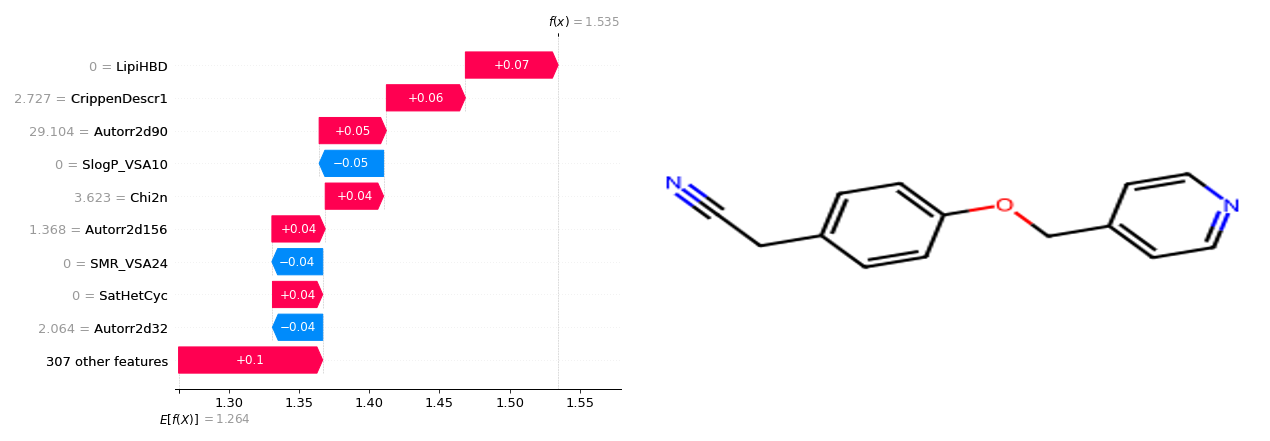 f(x) = 1.535
0 = LipiHBD
+0.07
2.727 = CrippenDescr1
+0.06
29.104 = Autorr2d90
+0.05
0 = SlogP_VSA10
−0.05
3.623 = Chi2n
+0.04
1.368 = Autorr2d156
+0.04
0 = SMR_VSA24
−0.04
0 = SatHetCyc
+0.04
2.064 = Autorr2d32
−0.04
307 other features
+0.1
1.30 1.35 1.40 1.45 1.50 1.55
E[f(X)] = 1.264
N
O
N